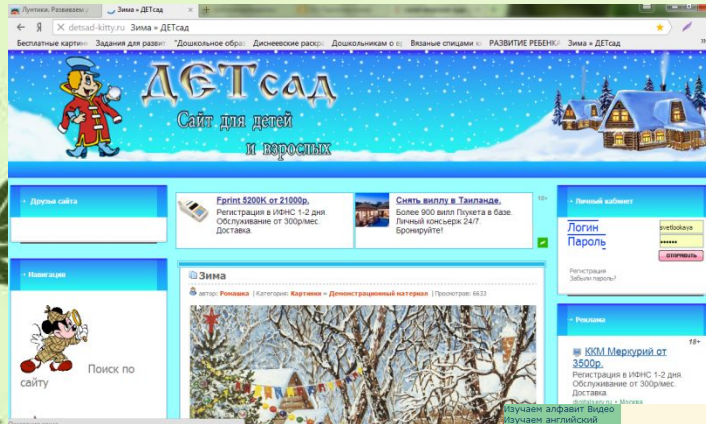 Лунтики. Развиваем д
Зима » ДЕТсад
detsad-kitty.ru Зима » ДЕТсад
Бесплатные картин
Задания для развит
"Дошкольное обра
Диснеевские раскр
Дошкольникам о в
Вязаные спицами к
РАЗВИТИЕ РЕБЕНК
Зима » ДЕТсад
ДЕТсад
Сайт для детей
и взрослых
Друзья сайта
Fprint 5200K от 21000р.
Регистрация в ИФНС 1-2 дня.
Обслуживание от 300р/мес.
Доставка.
Снять виллу в Таиланде.
Более 900 вилл Пхукета в базе.
Личный консьерж 24/7.
Бронируйте!
18+
Личный кабинет
Логин
svetlookaya
Пароль
ОТПРАВИТЬ
Регистрация
Забыли пароль?
Навигация
Поиск по
сайту
Зима
автор: Ромашка | Категория: Картинки » Демонстрационный материал | Просмотров: 6633
Реклама
18+
ККМ Меркурий от
3500р.
Регистрация в ИФНС 1-2 дня.
Обслуживание от 300р/мес.
Доставка.
Изучаем алфавит Видео
Изучаем английский